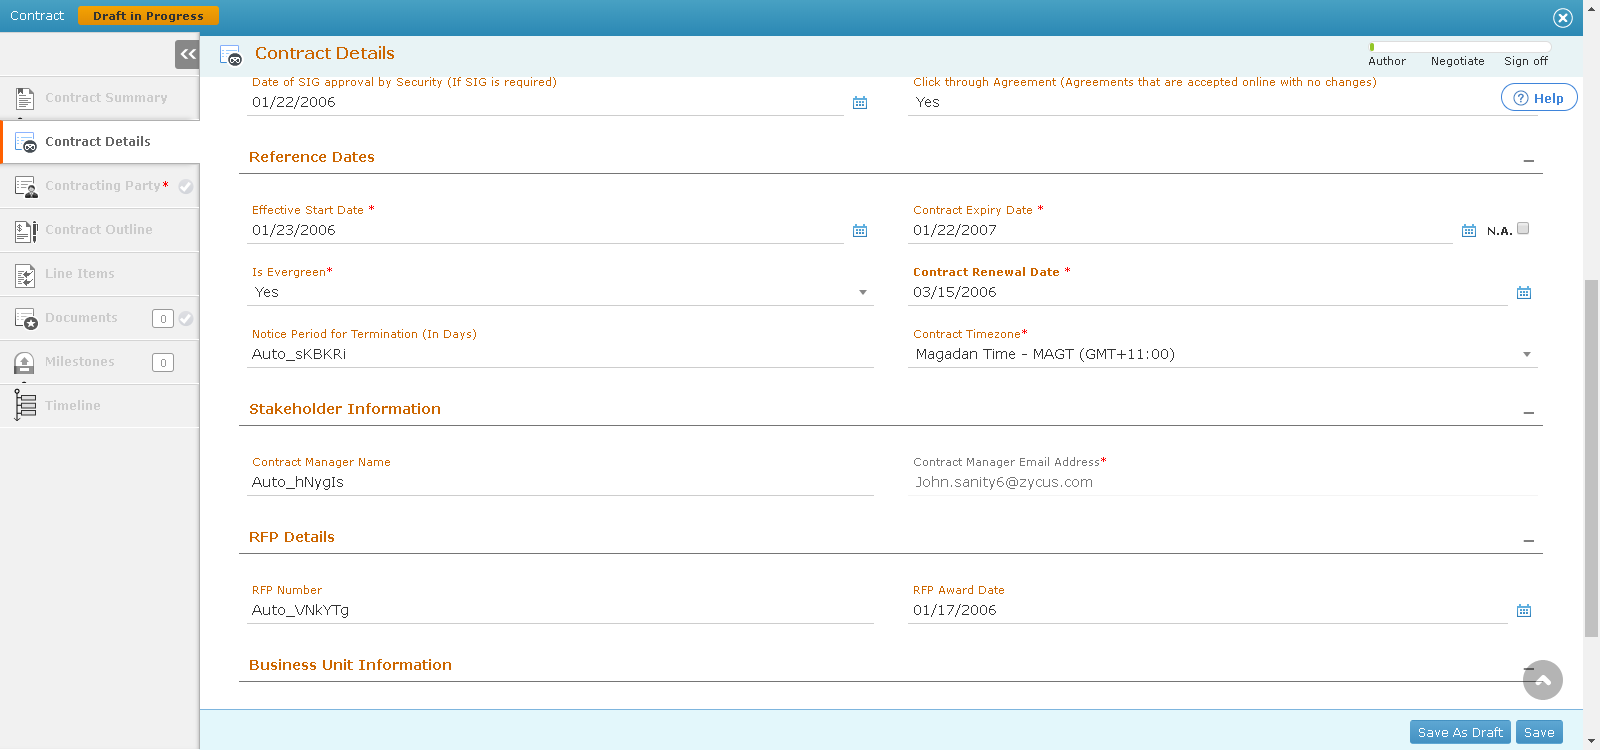 Contract Draft in Progress
Contract Details
Author Negotiate Sign off
Help
Contract Summary
Contract Details
Contracting Party*
Contract Outline
Line Items
Documents 0
Milestones 0
Timeline
Date of SIG approval by Security (If SIG is required)
01/22/2006
Click through Agreement (Agreements that are accepted online with no changes)
Yes
Reference Dates
Effective Start Date *
01/23/2006
Contract Expiry Date *
01/22/2007
N.A.
Is Evergreen*
Yes
Contract Renewal Date *
03/15/2006
Notice Period for Termination (In Days)
Auto_sKBKRi
Contract Timezone*
Magadan Time - MAGT (GMT+11:00)
Stakeholder Information
Contract Manager Name
Auto_hNygIs
Contract Manager Email Address*
John.sanity6@zycus.com
RFP Details
RFP Number
Auto_VNkYTg
RFP Award Date
01/17/2006
Business Unit Information
Save As Draft Save